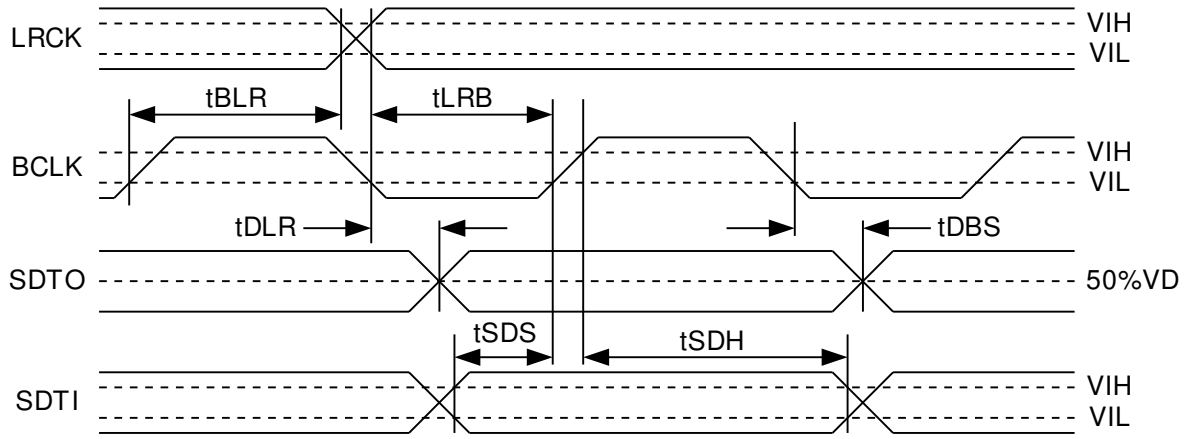 LRCK
VIH
VIL
tBLR
tLRB
BCLK
VIH
VIL
tDLR
tDBS
SDTO
50%VD
tSDS
tSDH
SDTI
VIH
VIL